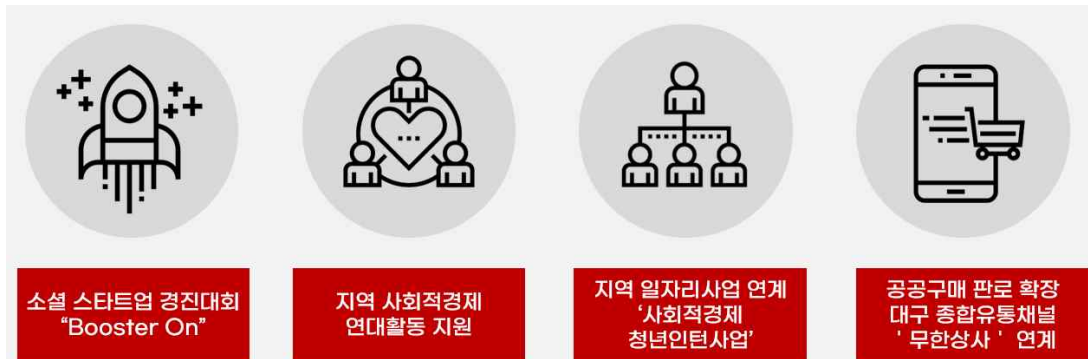 소셜 스타트업 경진대회
“Booster On”
지역 사회적경제
연대활동 지원
지역 일자리사업 연계
‘사회적경제
청년인턴사업’
공공구매 판로 확장
대구 종합유통채널
' 무한상사 ' 연계